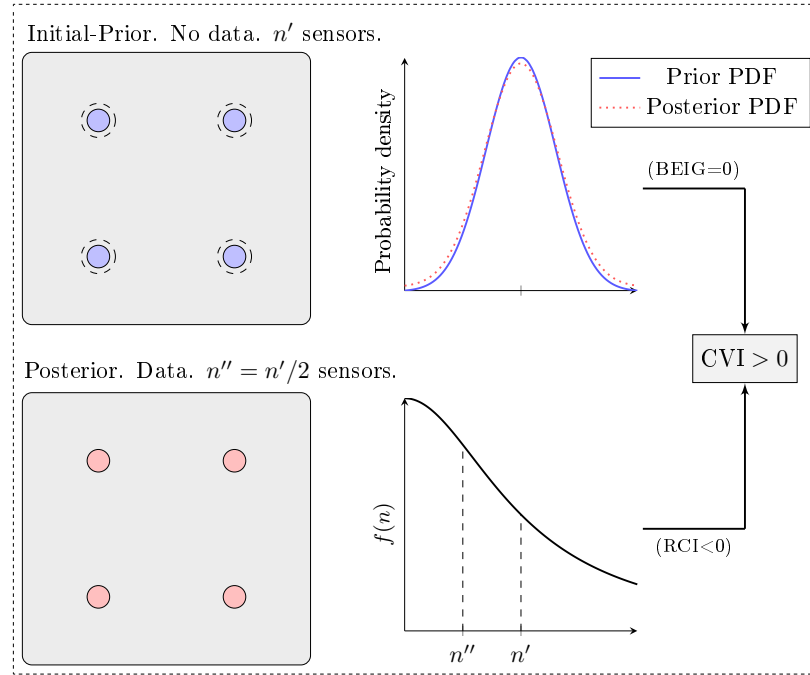 Initial-Prior. No data. n′ sensors.
Probability density
Prior PDF
Posterior PDF
(BEIG=0)
CVI > 0
Posterior. Data. n′′ = n′/2 sensors.
f(n)
n′′
n′
(RCI<0)